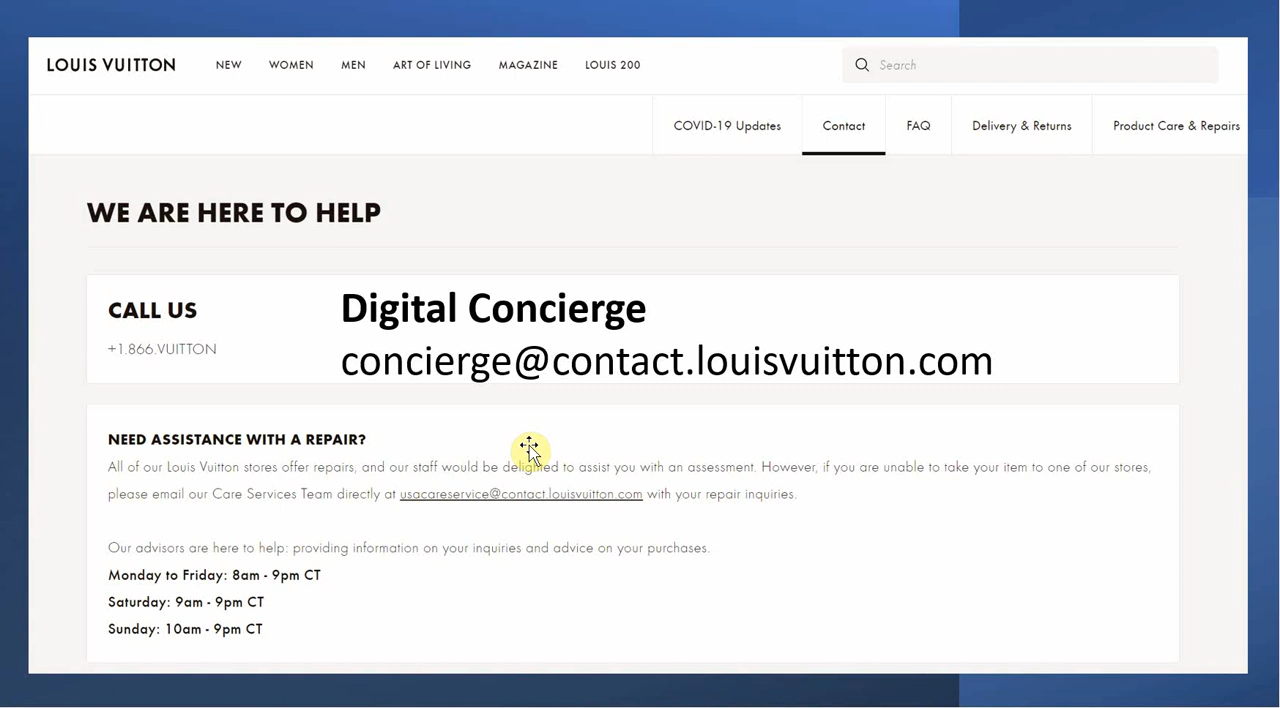 LOUIS VUITTON NEW WOMEN MEN ART OF LIVING MAGAZINE LOUIS 200 Search
COVID-19 Updates Contact FAQ Delivery & Returns Product Care & Repairs
WE ARE HERE TO HELP
CALL US
+1.866.VUITTON
Digital Concierge
concierge@contact.louisvuitton.com
NEED ASSISTANCE WITH A REPAIR?
All of our Louis Vuitton stores offer repairs, and our staff would be delighted to assist you with an assessment. However, if you are unable to take your item to one of our stores,
please email our Care Services Team directly at usacareservice@contact.louisvuitton.com with your repair inquiries.
Our advisors are here to help: providing information on your inquiries and advice on your purchases.
Monday to Friday: 8am - 9pm CT
Saturday: 9am - 9pm CT
Sunday: 10am - 9pm CT